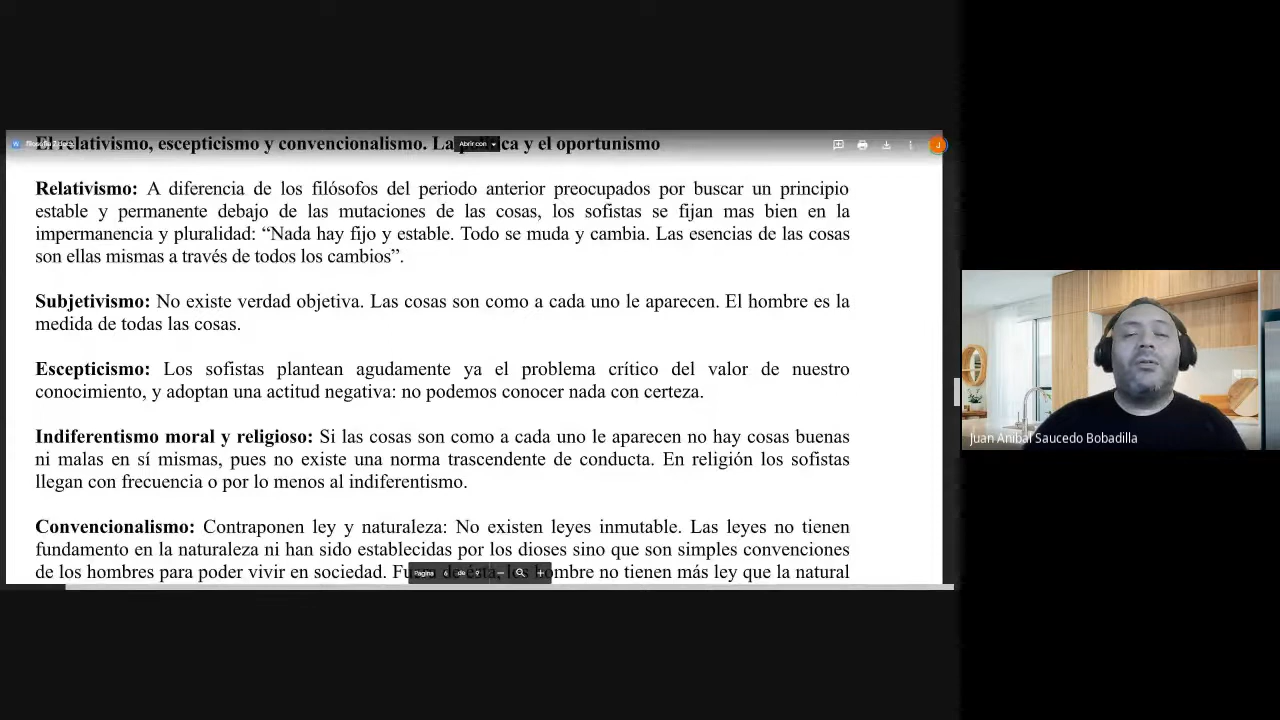 El relativismo, escepticismo y convencionalismo. La y el oportunismo
Abrir con
Relativismo: A diferencia de los filósofos del periodo anterior preocupados por buscar un principio
estable y permanente debajo de las mutaciones de las cosas, los sofistas se fijan mas bien en la
impermanencia y pluralidad: “Nada hay fijo y estable. Todo se muda y cambia. Las esencias de las cosas
son ellas mismas a través de todos los cambios”.
Subjetivismo: No existe verdad objetiva. Las cosas son como a cada uno le aparecen. El hombre es la
medida de todas las cosas.
Escepticismo: Los sofistas plantean agudamente ya el problema crítico del valor de nuestro
conocimiento, y adoptan una actitud negativa: no podemos conocer nada con certeza.
Indiferentismo moral y religioso: Si las cosas son como a cada uno le aparecen no hay cosas buenas
ni malas en sí mismas, pues no existe una norma trascendente de conducta. En religión los sofistas
llegan con frecuencia o por lo menos al indiferentismo.
Convencionalismo: Contraponen ley y naturaleza: No existen leyes inmutable. Las leyes no tienen
fundamento en la naturaleza ni han sido establecidas por los dioses sino que son simples convenciones
de los hombres para poder vivir en sociedad. hombre no tienen más ley que la natural
Página 6 de 9
Juan Anibal Saucedo Bobadilla